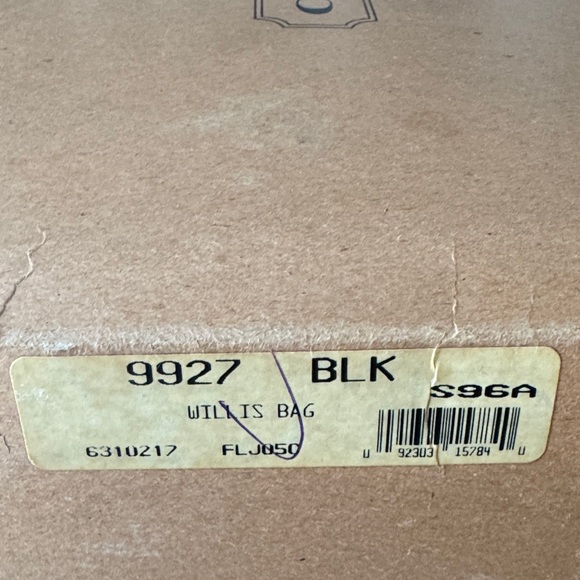 9927 BLK
S96A
WILLIS BAG
6310217 FLJ050
U 92303 15784 U